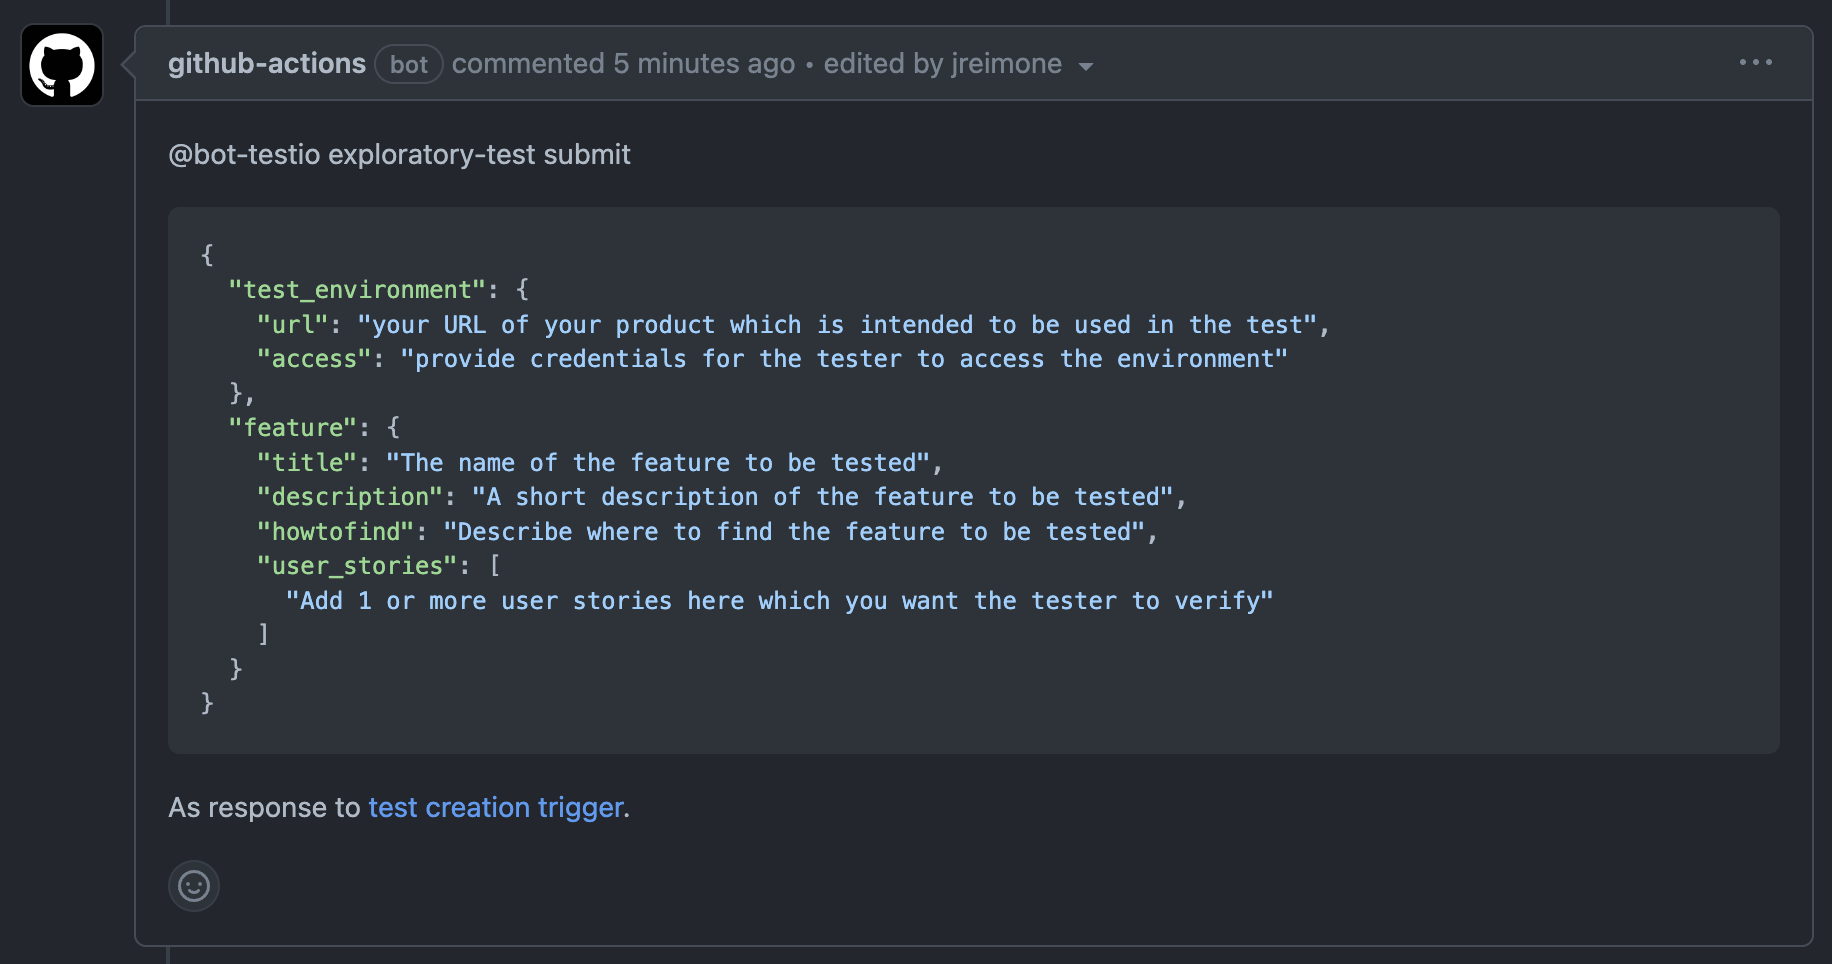 github-actions bot commented 5 minutes ago • edited by jreimone
@bot-testio exploratory-test submit
{
  "test_environment": {
    "url": "your URL of your product which is intended to be used in the test",
    "access": "provide credentials for the tester to access the environment"
  },
  "feature": {
    "title": "The name of the feature to be tested",
    "description": "A short description of the feature to be tested",
    "howtofind": "Describe where to find the feature to be tested",
    "user_stories": [
      "Add 1 or more user stories here which you want the tester to verify"
    ]
  }
}
As response to test creation trigger.